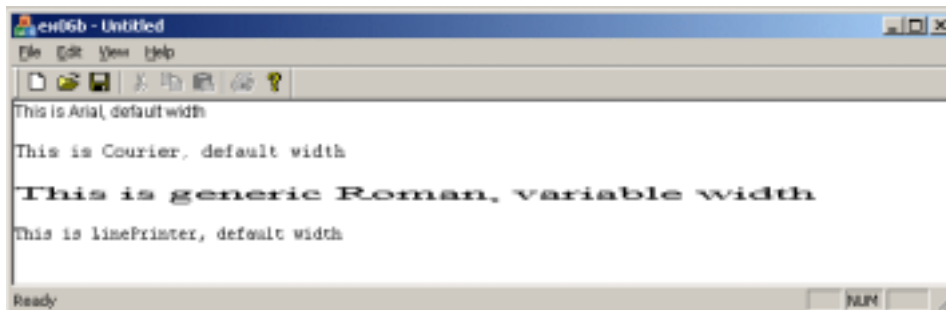 ex06b - Untitled
File Edit View Help
This is Arial, default width
This is Courier, default width
This is generic Roman, variable width
This is LinePrinter, default width
Ready NUM